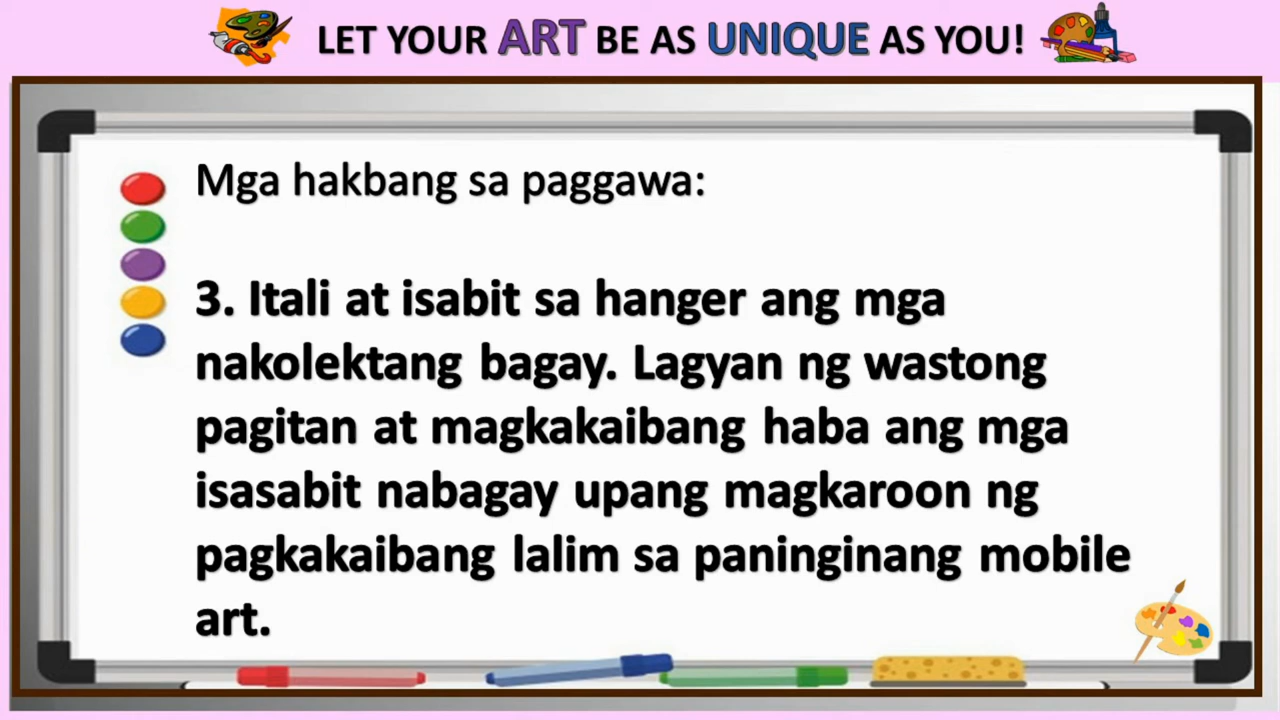 LET YOUR ART BE AS UNIQUE AS YOU!
Mga hakbang sa paggawa:
3. Itali at isabit sa hanger ang mga
nakolektang bagay. Lagyan ng wastong
pagitan at magkakaibang haba ang mga
isasabit nabagay upang magkaroon ng
pagkakaibang lalim sa paninginang mobile
art.